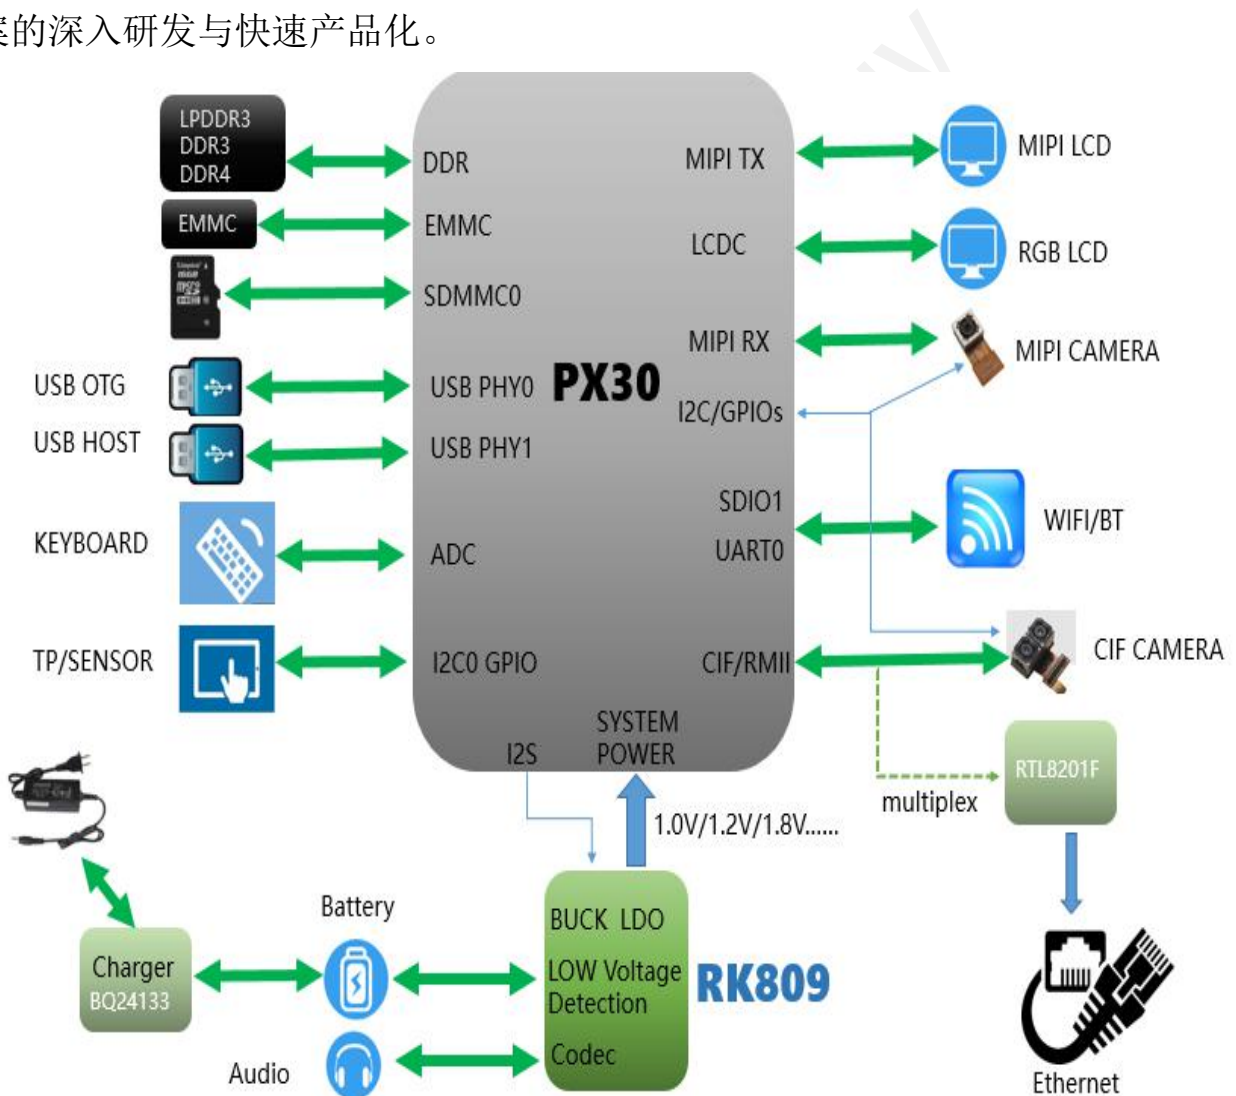 的深入研发与快速产品化。
LPDDR3
DDR3
DDR4
DDR
MIPI TX
MIPI LCD
EMMC
EMMC
LCDC
RGB LCD
SDMMC0
MIPI RX
MIPI CAMERA
USB OTG
USB PHY0
PX30
I2C/GPIOs
USB HOST
USB PHY1
SDIO1
UART0
WIFI/BT
KEYBOARD
ADC
TP/SENSOR
I2C0 GPIO
CIF/RMII
CIF CAMERA
I2S
SYSTEM
POWER
multiplex
RTL8201F
1.0V/1.2V/1.8V......
Battery
BUCK LDO
LOW Voltage
Detection
Codec
RK809
Charger
BQ24133
Audio
Ethernet